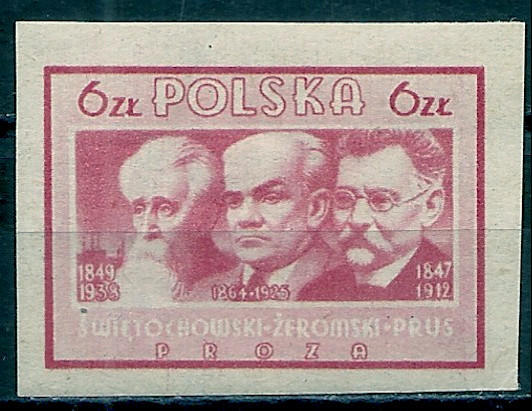 6ZŁ POLSKA 6ZŁ
1849 1847
1938 1864·1925 1912
ŚWIĘTOCHOWSKI·ŻEROMSKI·PRUS
PROZA